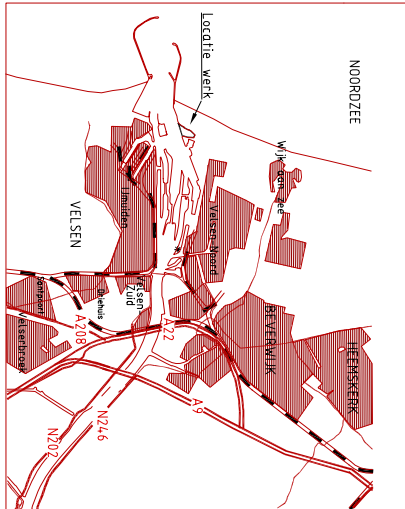 Locatie werk
NOORDZEE
Wijk aan Zee
VELSEN
IJmuiden
Velsen-Noord
Velsen
Zuid
Driehuis
Santpoort
Velserbroek
A208
A22
BEVERWIJK
HEEMSKERK
A9
N246
N202